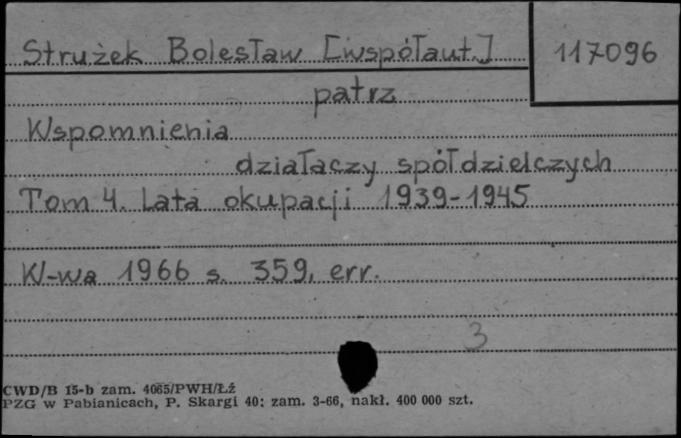 Strużek Bolesław [współaut.] 117096
patrz
Wspomnienia
działaczy spółdzielczych
Tom 4. Lata okupacji 1939-1945
W-wa 1966 s. 359, err.
3
CWD/B 15-b zam. 4065/PWH/Łź
PZG w Pabianicach, P. Skargi 40; zam. 3-66, nakł. 400 000 szt.